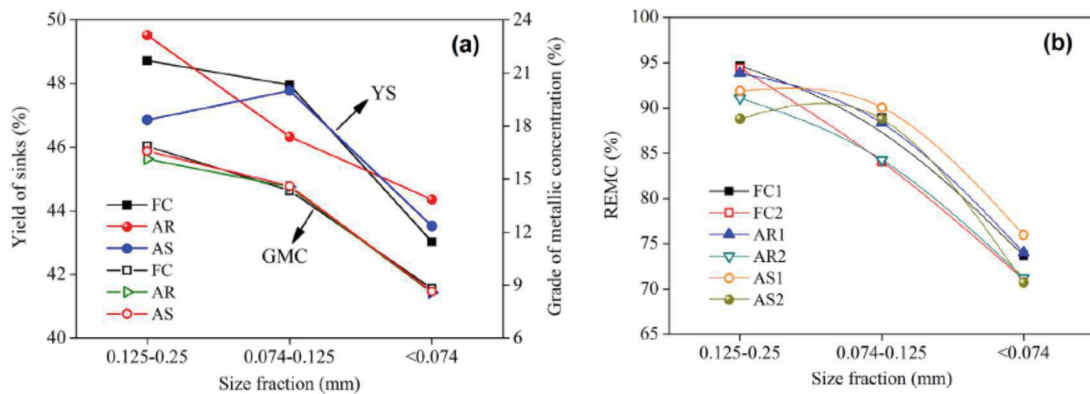 (a)
Yield of sinks (%)
50
48
46
44
42
40
24
21
18
15
12
9
6
Grade of metallic concentration (%)
YS
GMC
FC
AR
AS
FC
AR
AS
0.125-0.25
0.074-0.125
<0.074
Size fraction (mm)
(b)
REMC (%)
100
95
90
85
80
75
70
65
FC1
FC2
AR1
AR2
AS1
AS2
0.125-0.25
0.074-0.125
<0.074
Size fraction (mm)